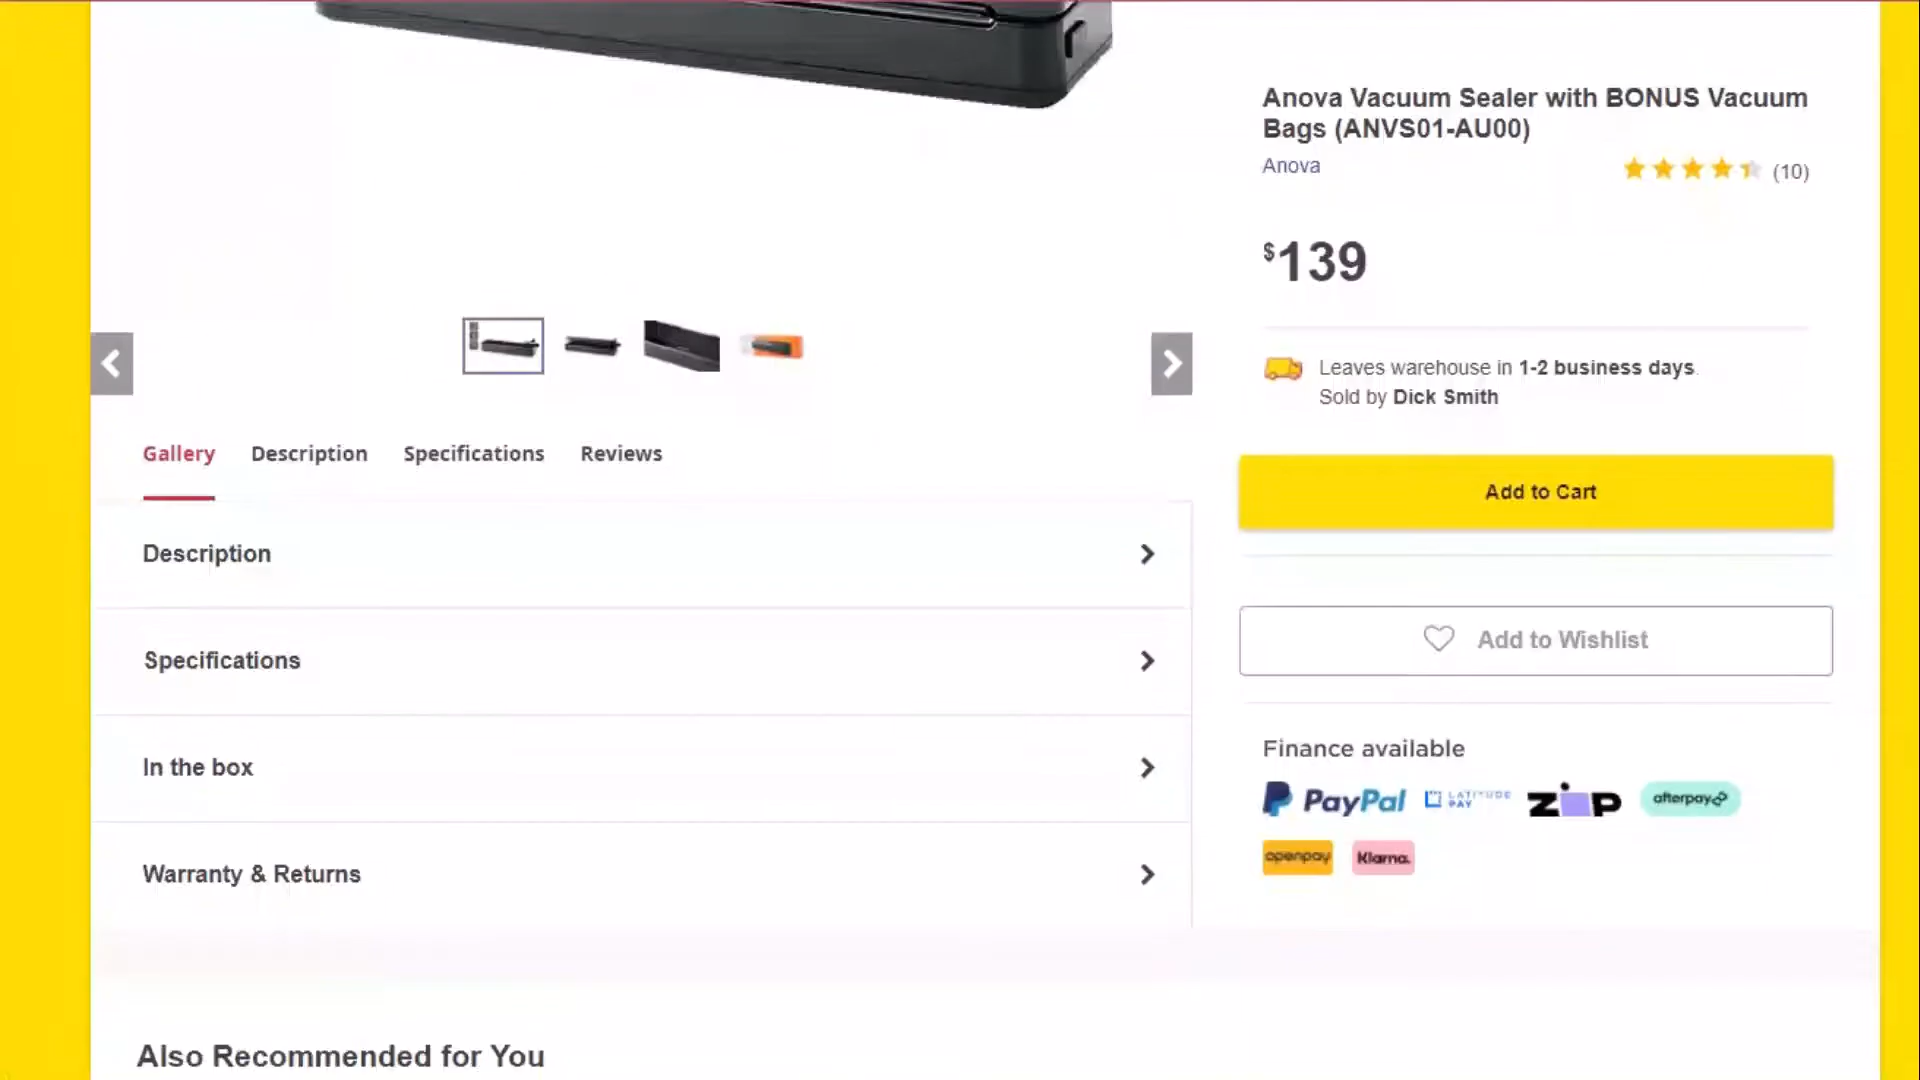 Anova Vacuum Sealer with BONUS Vacuum
Bags (ANVS01-AU00)
Anova
(10)
$139
Leaves warehouse in 1-2 business days.
Sold by Dick Smith
Gallery Description Specifications Reviews
Add to Cart
Description
Add to Wishlist
Specifications
Finance available
In the box
PayPal LATITUDE PAY ZIP afterpay
openpay Klarna.
Warranty & Returns
Also Recommended for You